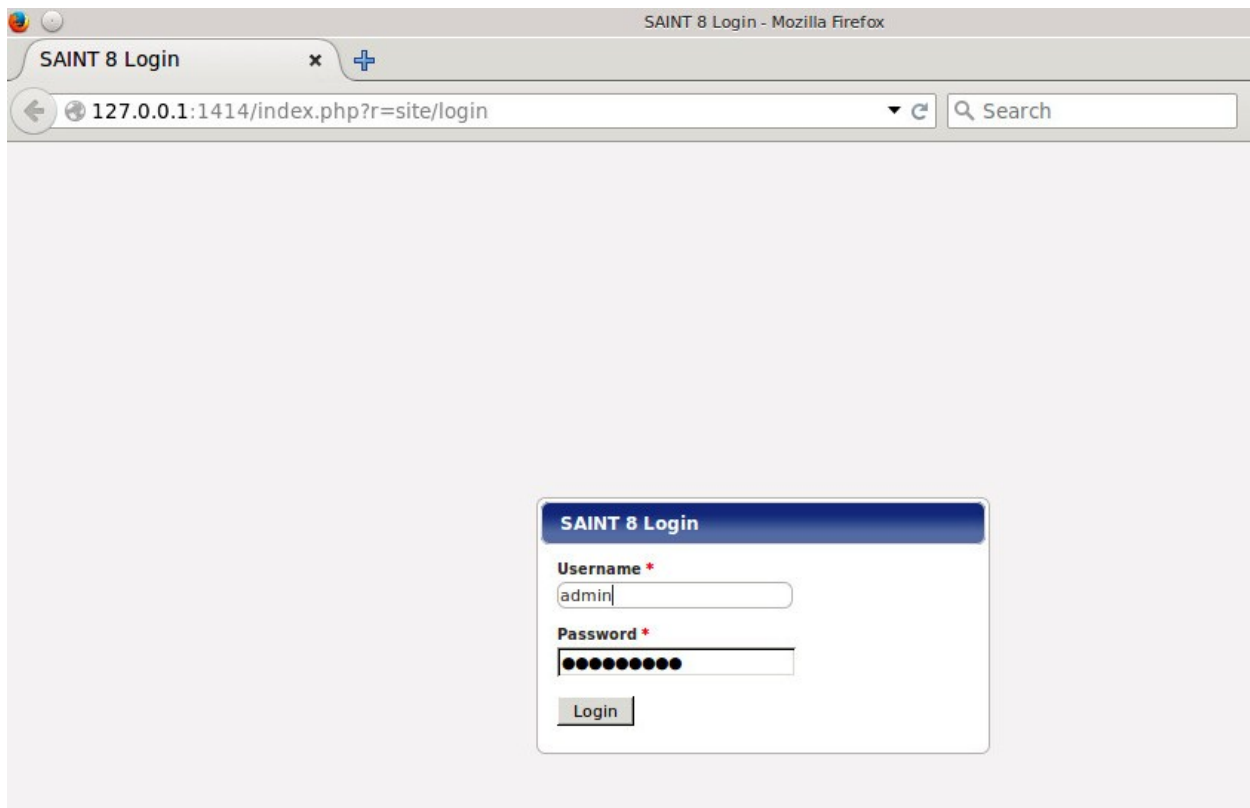 SAINT 8 Login - Mozilla Firefox
SAINT 8 Login
127.0.0.1:1414/index.php?r=site/login
Search
SAINT 8 Login
Username *
admin
Password *
●●●●●●●●●
Login